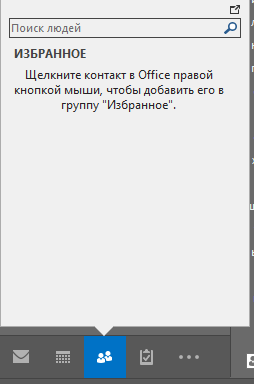 Поиск людей
ИЗБРАННОЕ
Щелкните контакт в Office правой
кнопкой мыши, чтобы добавить его в
группу "Избранное".